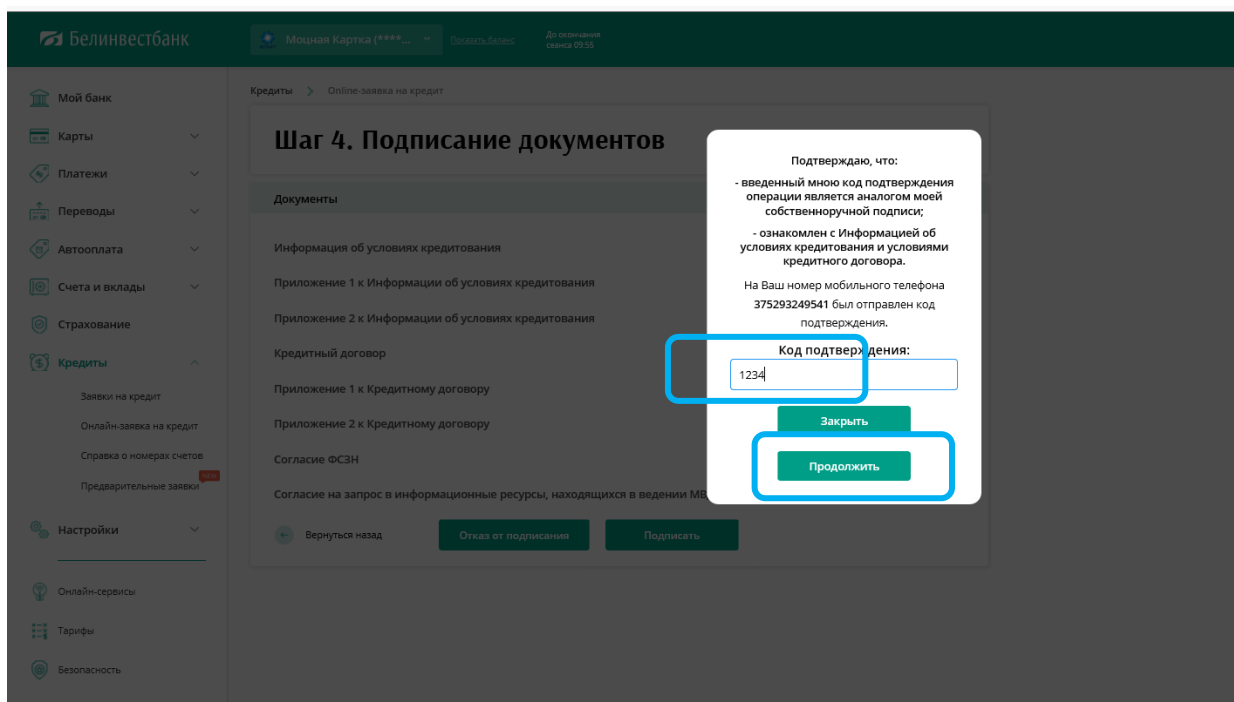 Белинвестбанк
Моцная Картка (****...
Показать баланс
До окончания
сеанса 09:55
Мой банк
Карты
Платежи
Переводы
Автооплата
Счета и вклады
Страхование
Кредиты
Заявки на кредит
Онлайн-заявка на кредит
Справка о номерах счетов
Предварительные заявки
NEW
Настройки
Онлайн-сервисы
Тарифы
Безопасность
Кредиты > Online-заявка на кредит
Шаг 4. Подписание документов
Документы
Информация об условиях кредитования
Приложение 1 к Информации об условиях кредитования
Приложение 2 к Информации об условиях кредитования
Кредитный договор
Приложение 1 к Кредитному договору
Приложение 2 к Кредитному договору
Согласие ФСЗН
Согласие на запрос в информационные ресурсы, находящихся в ведении МВ
Вернуться назад
Отказ от подписания
Подписать
Подтверждаю, что:
- введенный мною код подтверждения
операции является аналогом моей
собственноручной подписи;
- ознакомлен с Информацией об
условиях кредитования и условиями
кредитного договора.
На Ваш номер мобильного телефона
375293249541 был отправлен код
подтверждения.
Код подтверждения:
1234
Закрыть
Продолжить